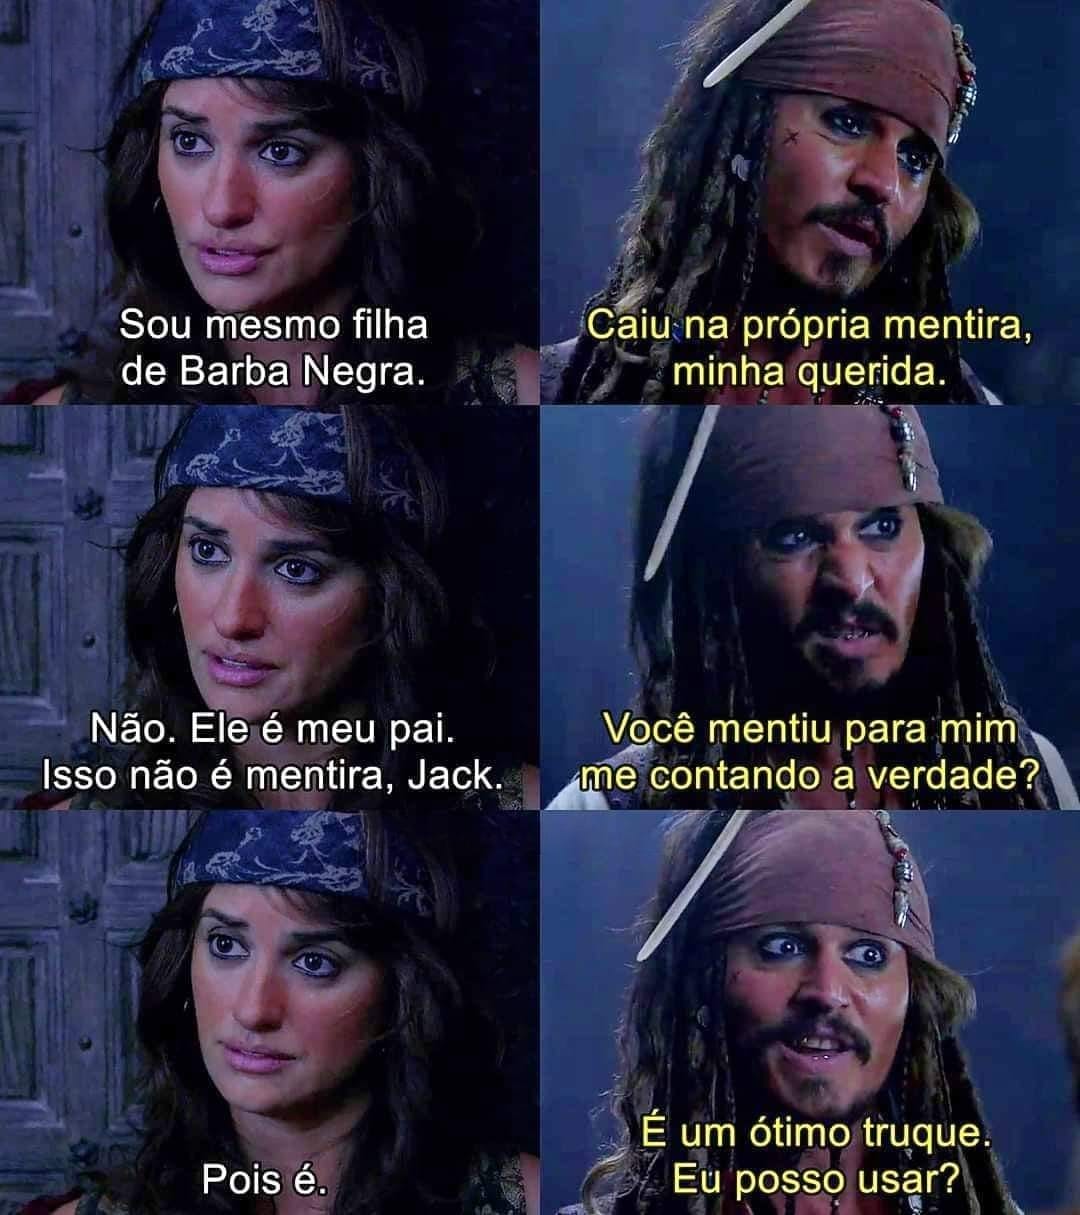 Sou mesmo filha
de Barba Negra.
Caiu na própria mentira,
minha querida.
Não. Ele é meu pai.
Isso não é mentira, Jack.
Você mentiu para mim
me contando a verdade?
Pois é.
É um ótimo truque.
Eu posso usar?